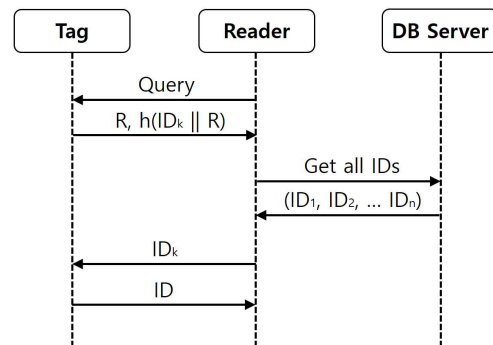 Tag Reader DB Server
Query
R, h(IDₖ || R)
Get all IDs
(ID₁, ID₂, ... IDₙ)
IDₖ
ID